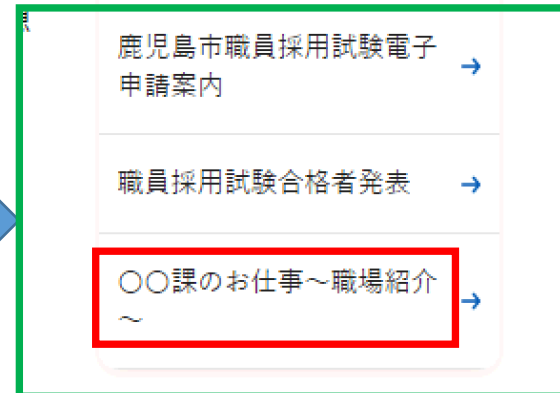 鹿児島市職員採用試験電子
申請案内
職員採用試験合格者発表
〇〇課のお仕事～職場紹介
～